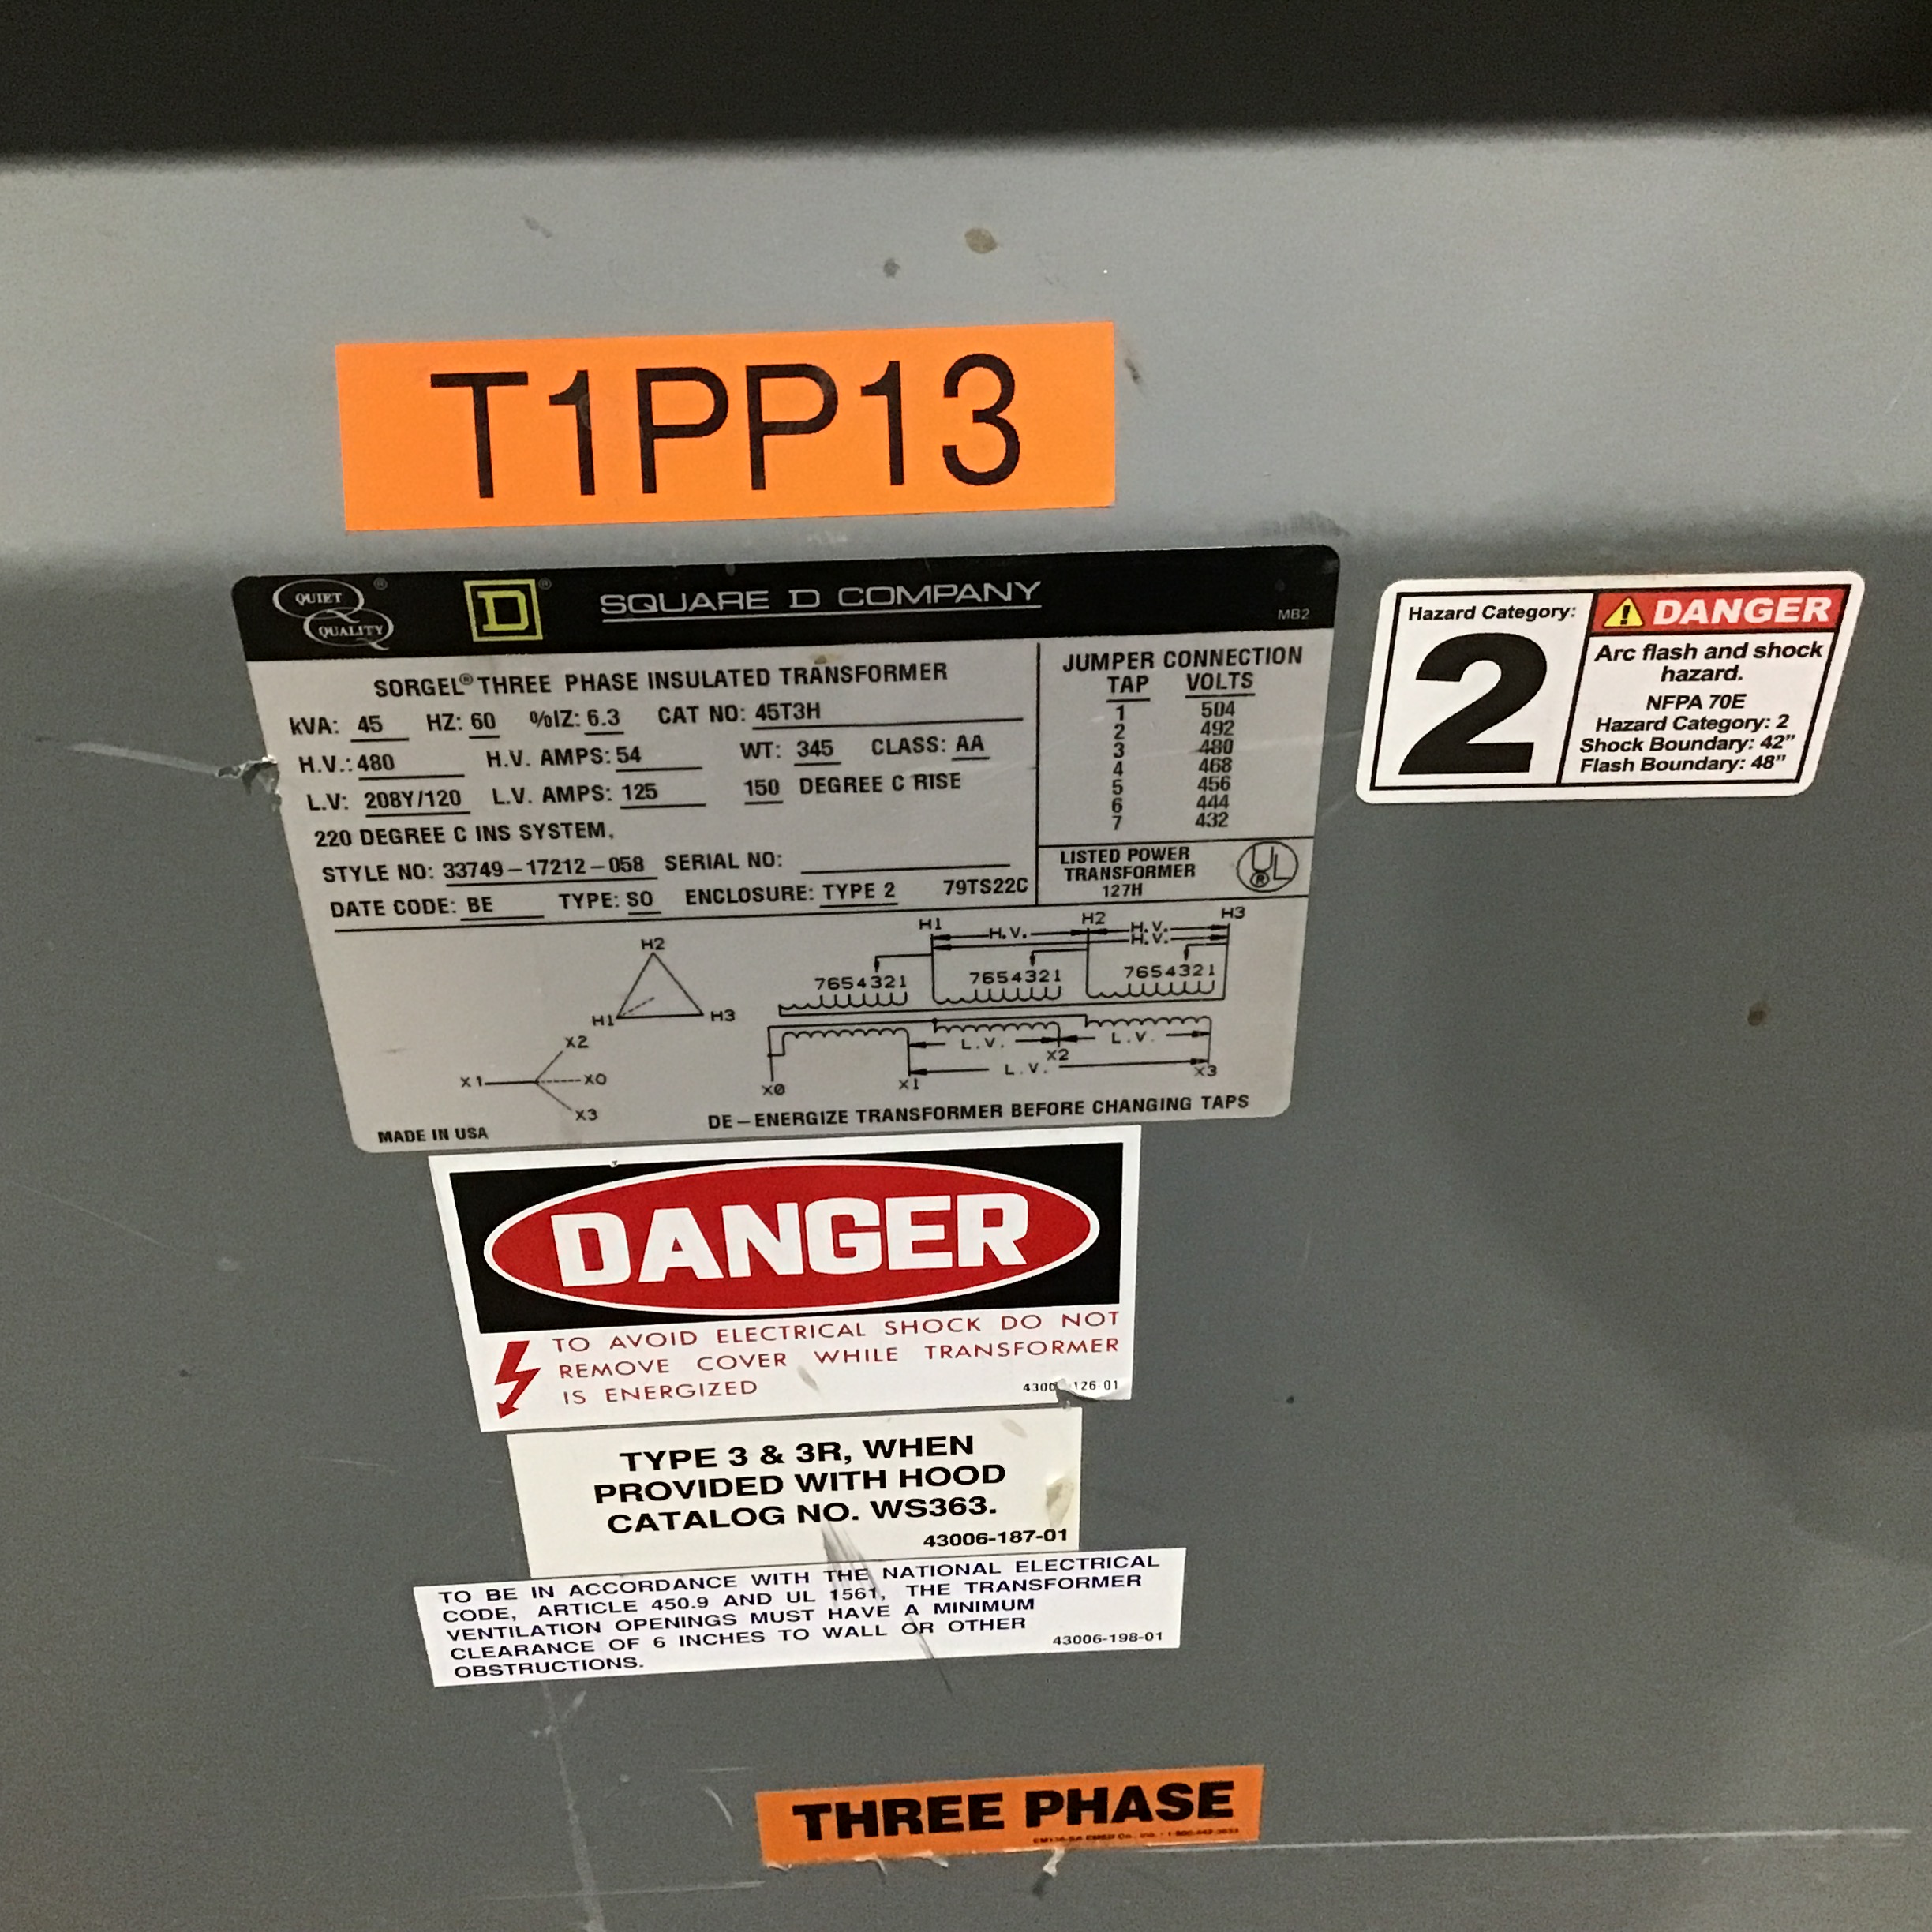 T1PP13
QUIET
QUALITY
D
SQUARE D COMPANY
MB2
SORGEL® THREE PHASE INSULATED TRANSFORMER
kVA: 45 HZ: 60 %IZ: 6.3 CAT NO: 45T3H
H.V.: 480 H.V. AMPS: 54 WT: 345 CLASS: AA
L.V: 208Y/120 L.V. AMPS: 125 150 DEGREE C RISE
220 DEGREE C INS SYSTEM.
STYLE NO: 33749-17212-058 SERIAL NO:
DATE CODE: BE TYPE: SO ENCLOSURE: TYPE 2 79TS22C
JUMPER CONNECTION
TAP VOLTS
1 504
2 492
3 480
4 468
5 456
6 444
7 432
LISTED POWER
TRANSFORMER
127H
UL
H1 H2 H3
H.V. H.V.
H.V.
7654321 7654321 7654321
H2
H1 H3
X2
X1 X0
X3
L.V. L.V.
X2
L.V.
X0 X1 X3
MADE IN USA
DE-ENERGIZE TRANSFORMER BEFORE CHANGING TAPS
Hazard Category:
2
DANGER
Arc flash and shock
hazard.
NFPA 70E
Hazard Category: 2
Shock Boundary: 42"
Flash Boundary: 48"
DANGER
TO AVOID ELECTRICAL SHOCK DO NOT
REMOVE COVER WHILE TRANSFORMER
IS ENERGIZED
126-01
TYPE 3 & 3R, WHEN
PROVIDED WITH HOOD
CATALOG NO. WS363.
43006-187-01
TO BE IN ACCORDANCE WITH THE NATIONAL ELECTRICAL
CODE, ARTICLE 450.9 AND UL 1561, THE TRANSFORMER
VENTILATION OPENINGS MUST HAVE A MINIMUM
CLEARANCE OF 6 INCHES TO WALL OR OTHER
OBSTRUCTIONS.
43006-198-01
THREE PHASE